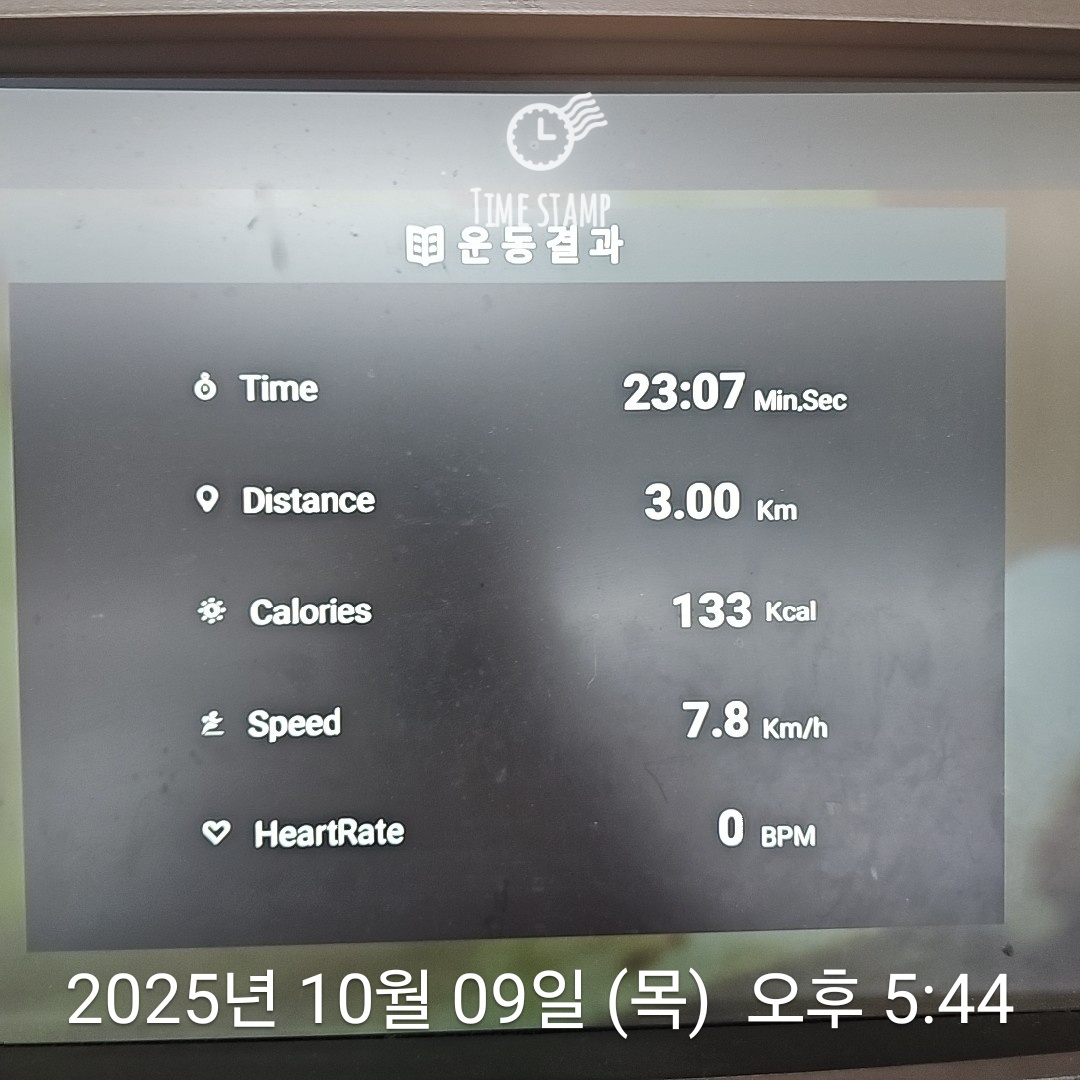 TIME STAMP
운동결과
Time 23:07 Min.Sec
Distance 3.00 Km
Calories 133 Kcal
Speed 7.8 Km/h
HeartRate 0 BPM
2025년 10월 09일 (목) 오후 5:44